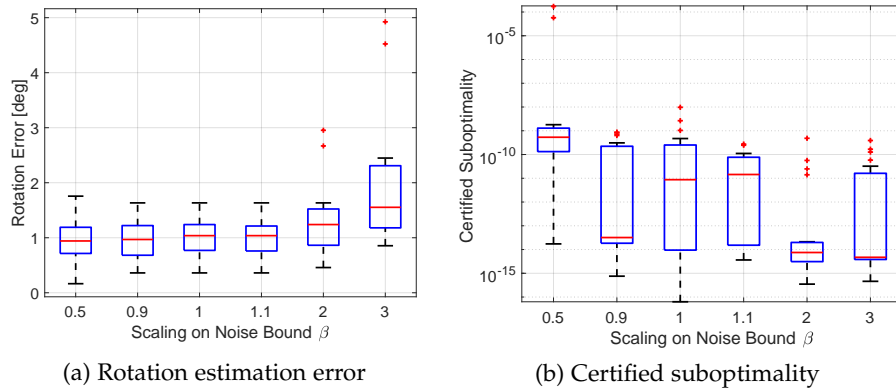 5
4
3
2
1
0
Rotation Error [deg]
0.5 0.9 1 1.1 2 3
Scaling on Noise Bound β
(a) Rotation estimation error
10⁻⁵
10⁻¹⁰
10⁻¹⁵
Certified Suboptimality
0.5 0.9 1 1.1 2 3
Scaling on Noise Bound β
(b) Certified suboptimality